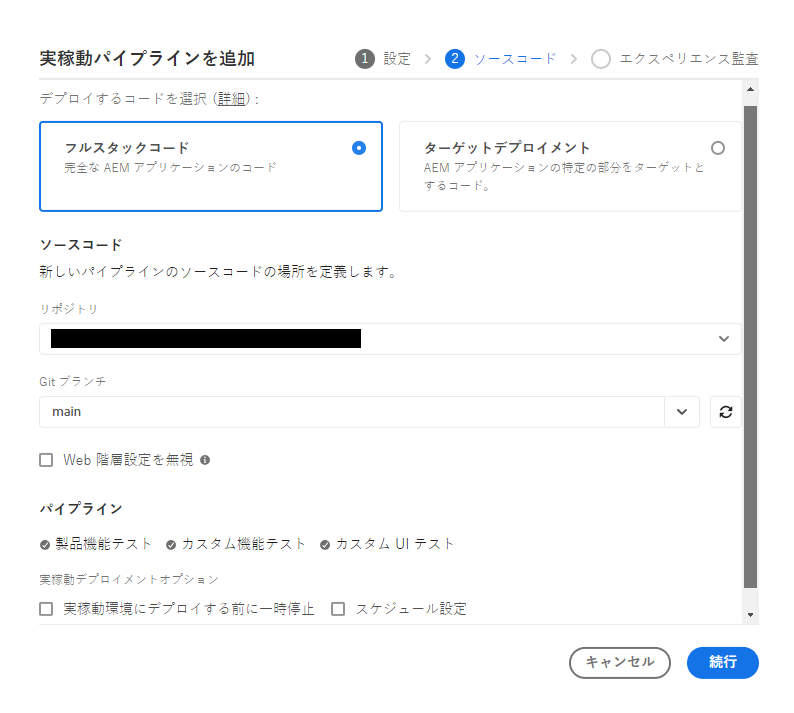 実稼動パイプラインを追加
1 設定 2 ソースコード エクスペリエンス監査
デプロイするコードを選択 (詳細) :
フルスタックコード
完全な AEM アプリケーションのコード
ターゲットデプロイメント
AEM アプリケーションの特定の部分をターゲットと
するコード。
ソースコード
新しいパイプラインのソースコードの場所を定義します。
リポジトリ
Git ブランチ
main
Web 階層設定を無視
パイプライン
製品機能テスト カスタム機能テスト カスタム UI テスト
実稼動デプロイメントオプション
実稼動環境にデプロイする前に一時停止 スケジュール設定
キャンセル 続行